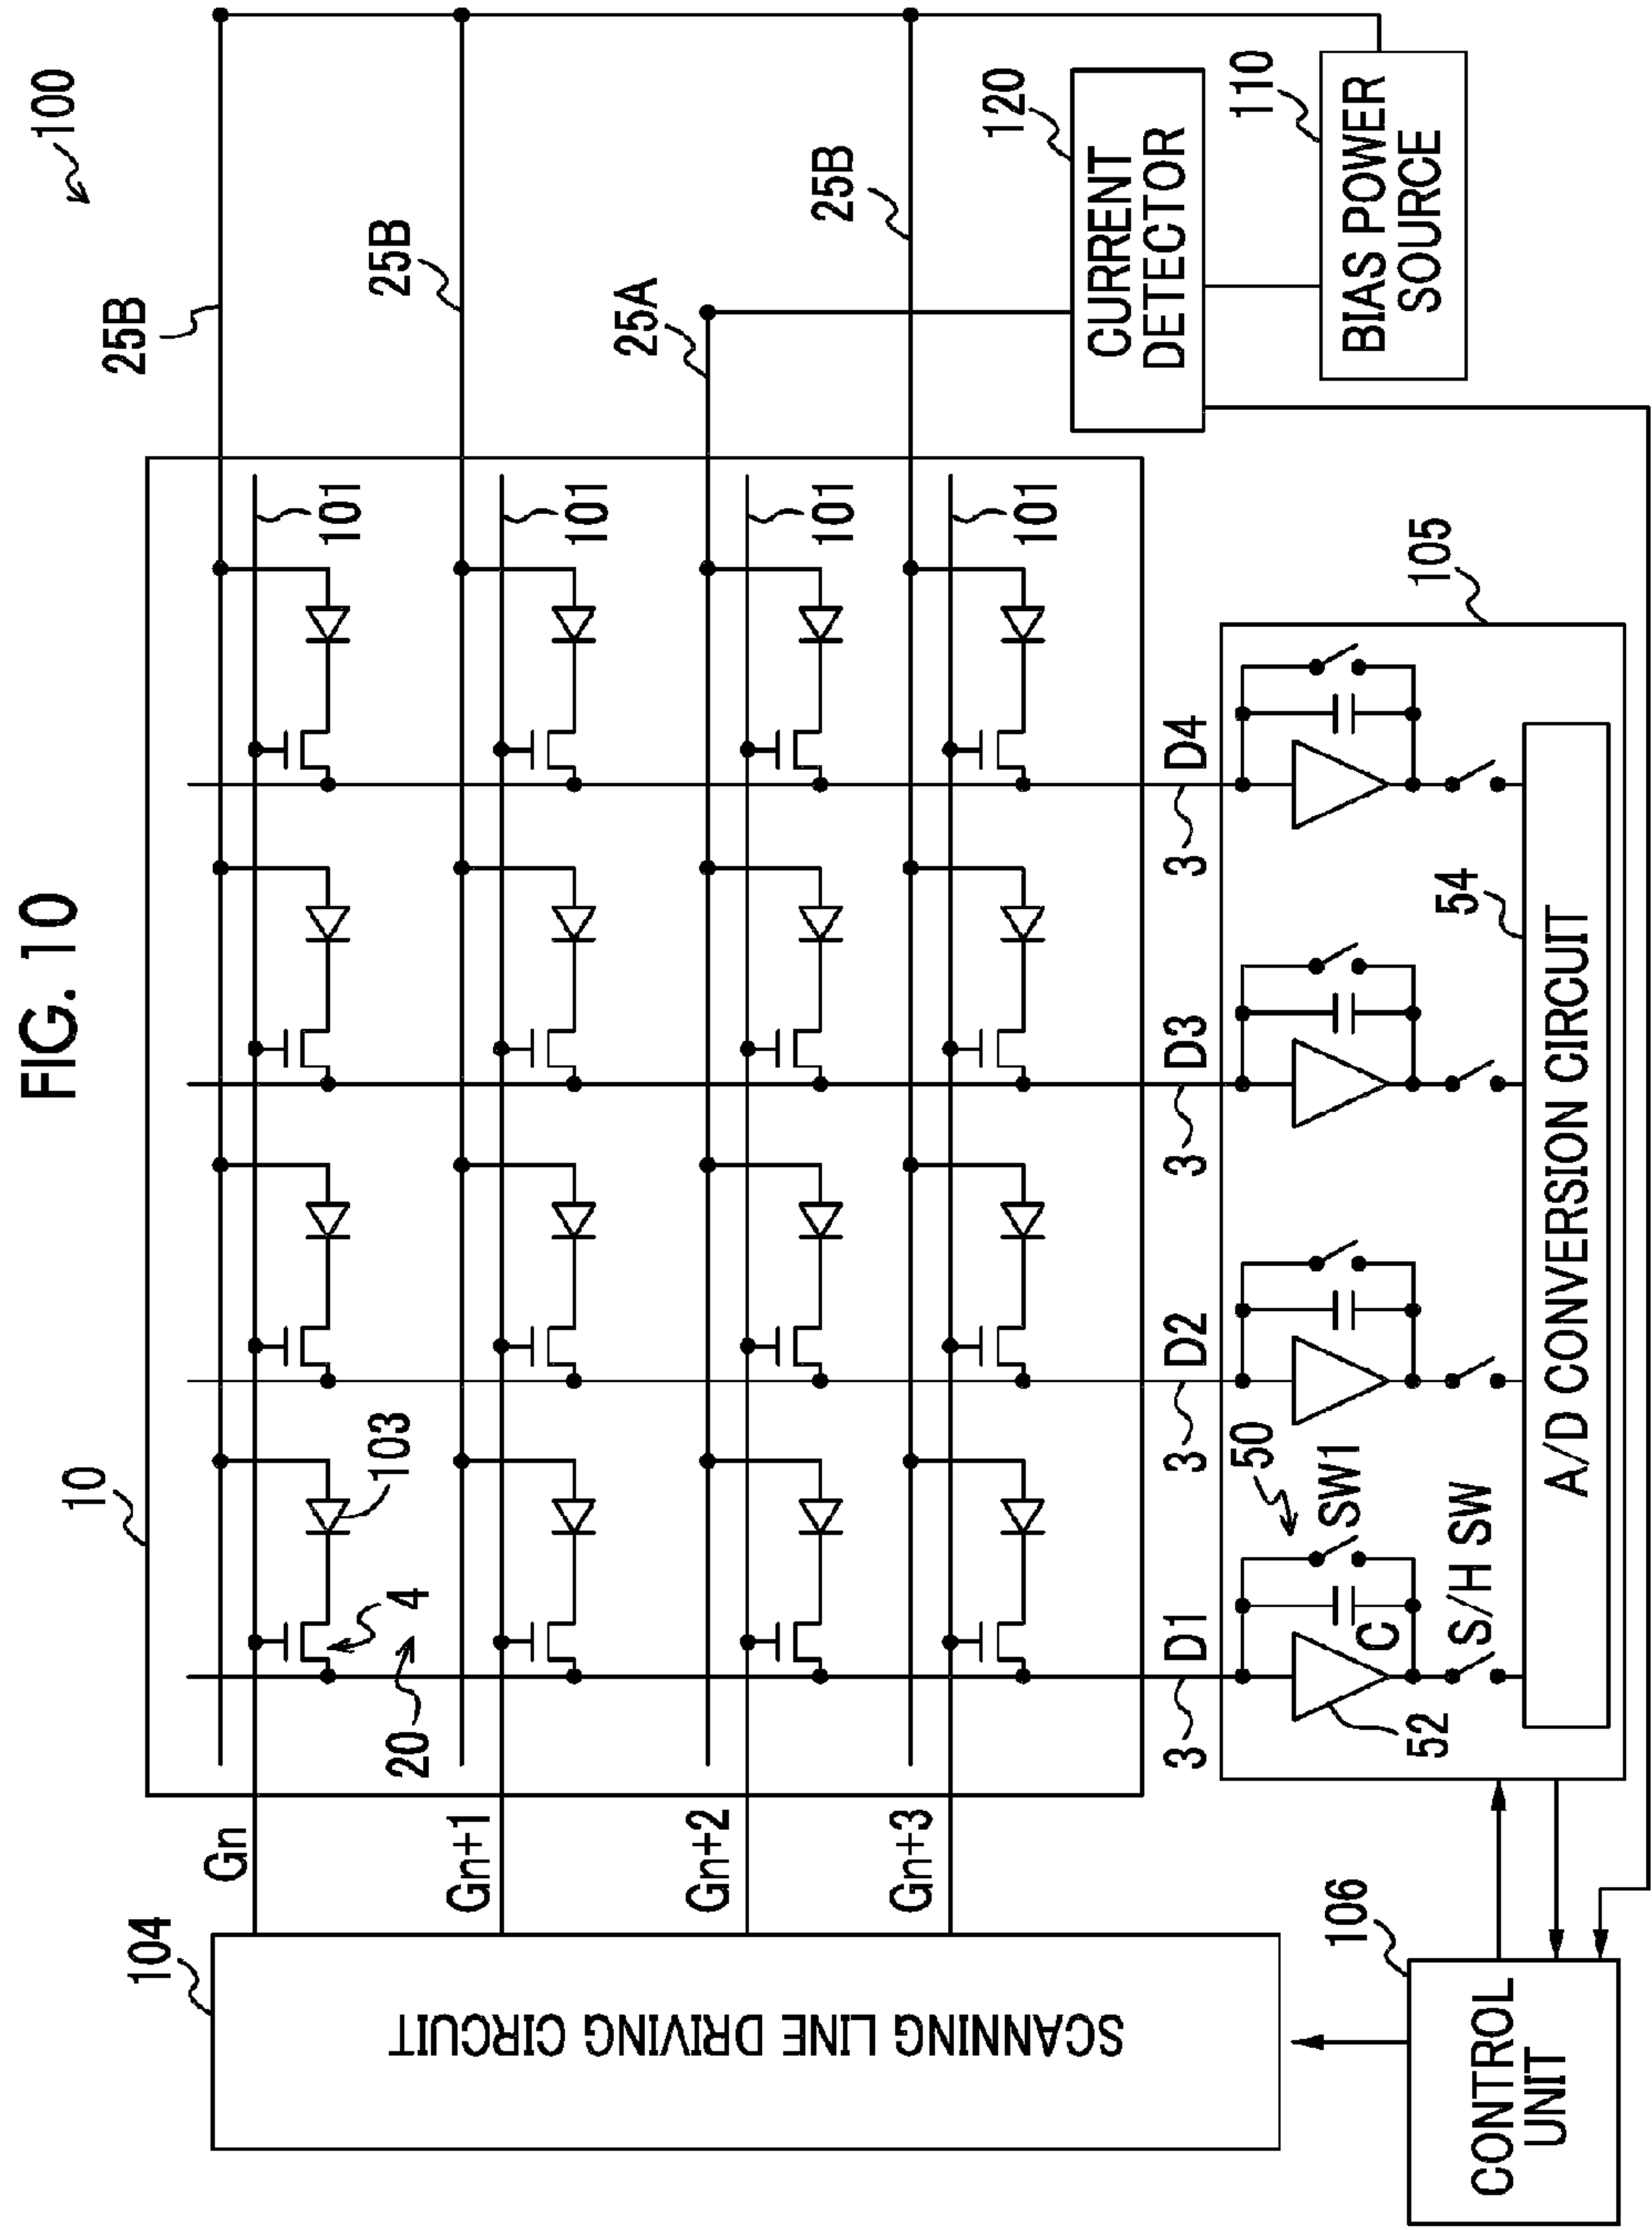 FIG. 10
100
10
25B
25B
25A
25B
101
101
101
101
103
4
20
Gn
Gn+1
Gn+2
Gn+3
104
SCANNING LINE DRIVING CIRCUIT
120
CURRENT
DETECTOR
110
BIAS POWER
SOURCE
D1
D2
D3
D4
3
3
3
3
105
50
SW1
C
52
S/H SW
54
A/D CONVERSION CIRCUIT
106
CONTROL
UNIT